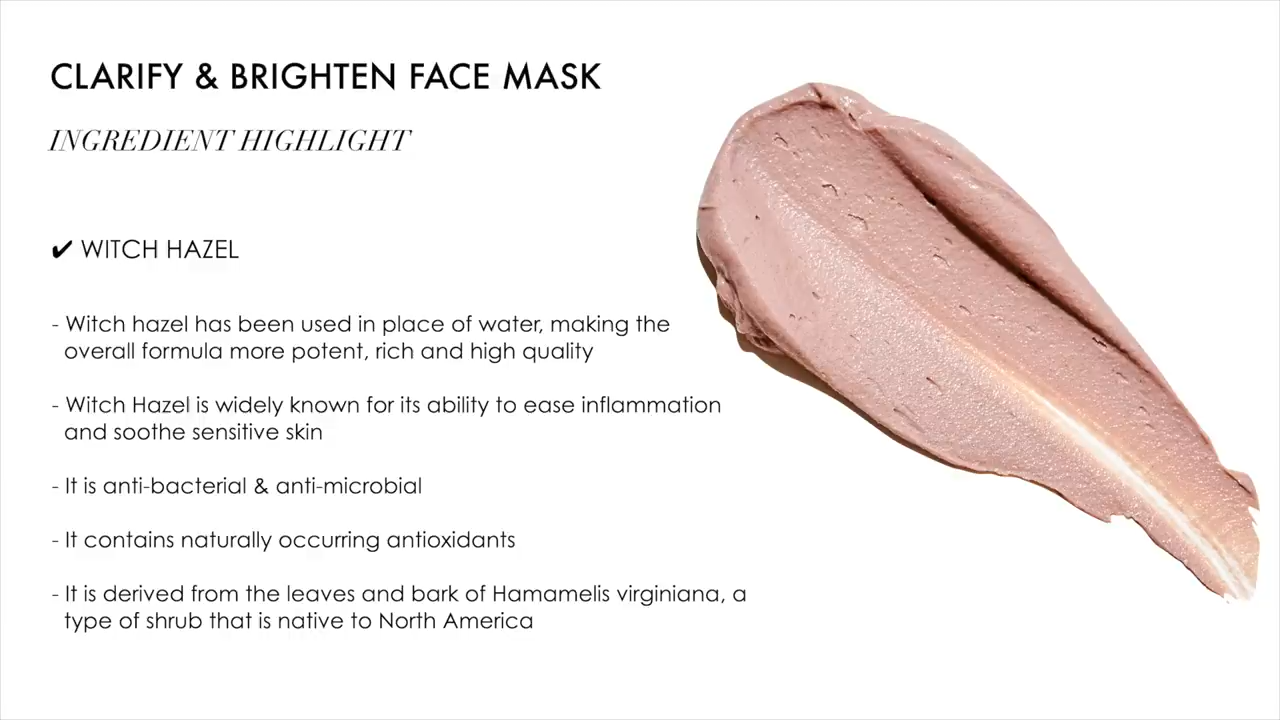 CLARIFY & BRIGHTEN FACE MASK
INGREDIENT HIGHLIGHT
✔ WITCH HAZEL
- Witch hazel has been used in place of water, making the
overall formula more potent, rich and high quality
- Witch Hazel is widely known for its ability to ease inflammation
and soothe sensitive skin
- It is anti-bacterial & anti-microbial
- It contains naturally occurring antioxidants
- It is derived from the leaves and bark of Hamamelis virginiana, a
type of shrub that is native to North America